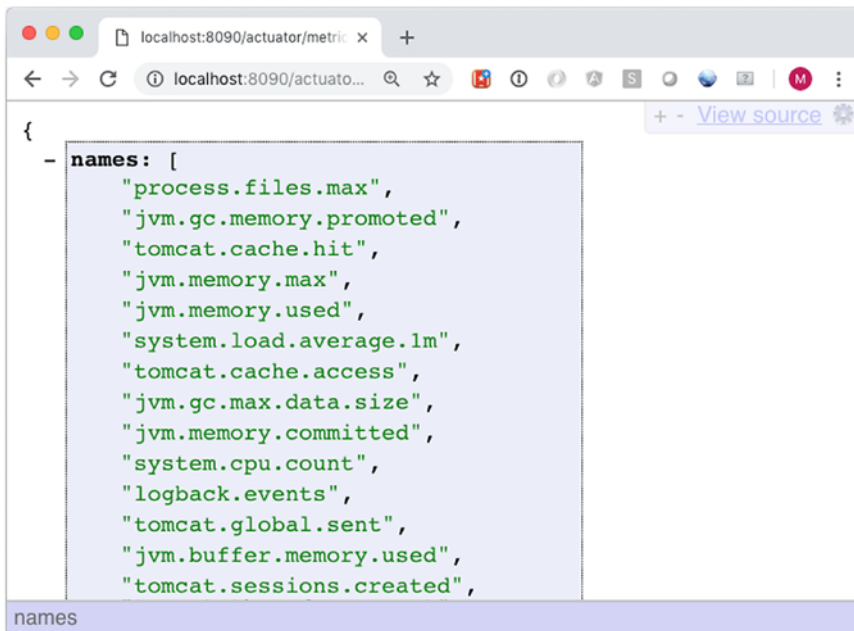 localhost:8090/actuator/metric
localhost:8090/actuato...
M
+ - View source
{
- names: [
"process.files.max",
"jvm.gc.memory.promoted",
"tomcat.cache.hit",
"jvm.memory.max",
"jvm.memory.used",
"system.load.average.1m",
"tomcat.cache.access",
"jvm.gc.max.data.size",
"jvm.memory.committed",
"system.cpu.count",
"logback.events",
"tomcat.global.sent",
"jvm.buffer.memory.used",
"tomcat.sessions.created",
names